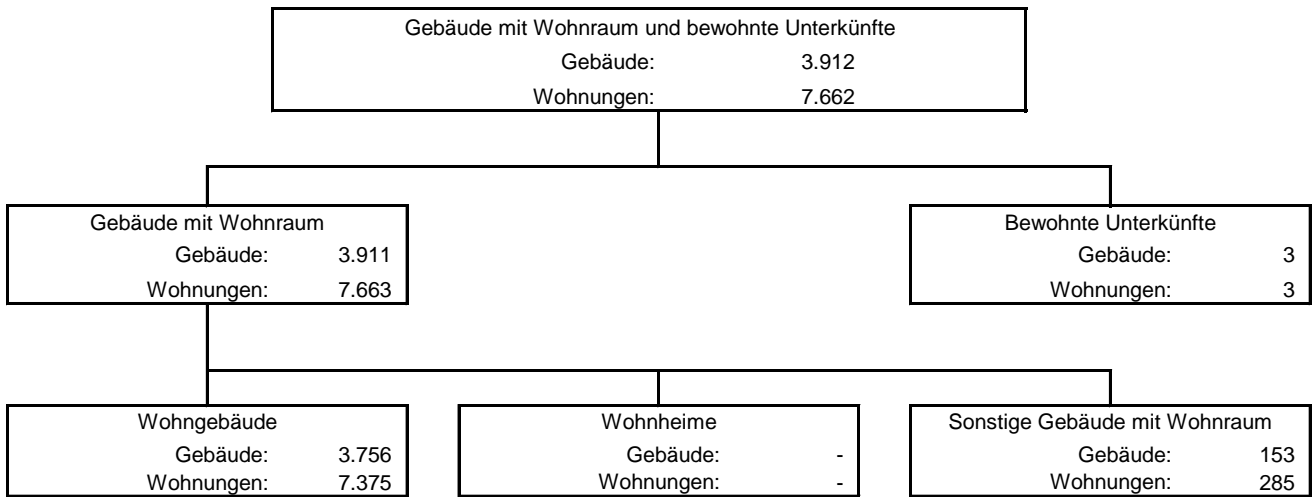 Gebäude mit Wohnraum und bewohnte Unterkünfte
Gebäude: 3.912
Wohnungen: 7.662
Gebäude mit Wohnraum
Gebäude: 3.911
Wohnungen: 7.663
Bewohnte Unterkünfte
Gebäude: 3
Wohnungen: 3
Wohngebäude
Gebäude: 3.756
Wohnungen: 7.375
Wohnheime
Gebäude: -
Wohnungen: -
Sonstige Gebäude mit Wohnraum
Gebäude: 153
Wohnungen: 285